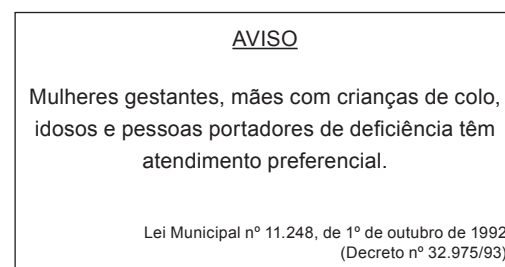 AVISO
Mulheres gestantes, mães com crianças de colo,
idosos e pessoas portadores de deficiência têm
atendimento preferencial.
Lei Municipal nº 11.248, de 1º de outubro de 1992
(Decreto nº 32.975/93)